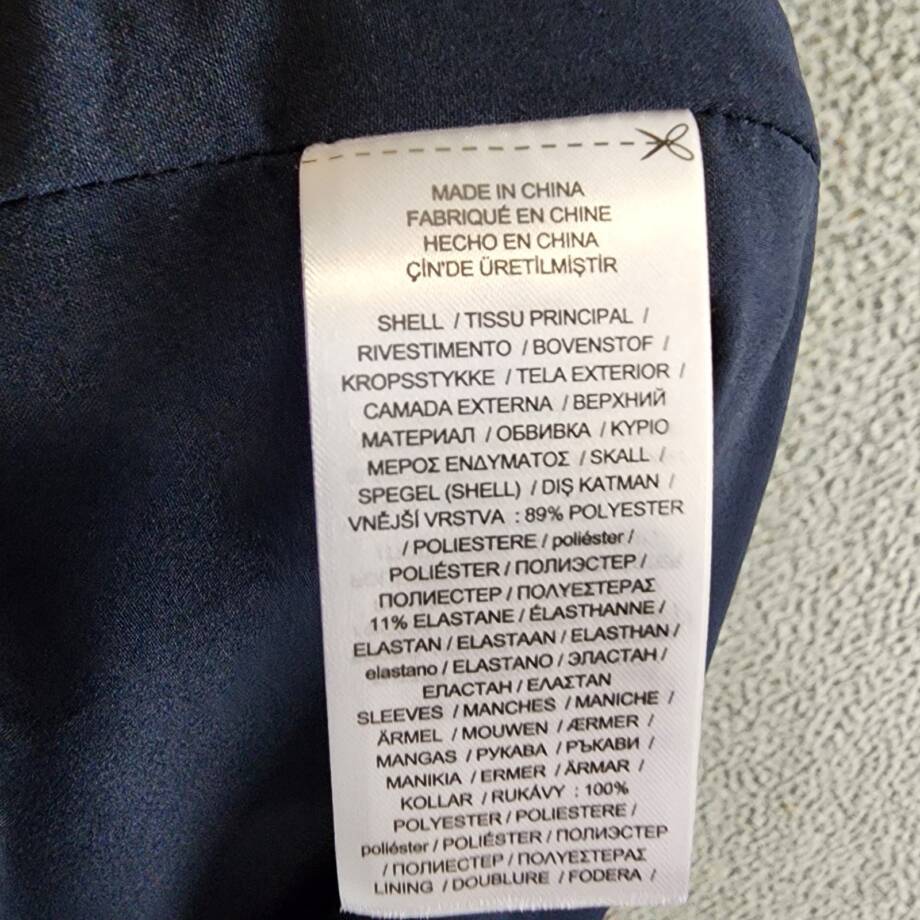 MADE IN CHINA
FABRIQUÉ EN CHINE
HECHO EN CHINA
ÇİN'DE ÜRETİLMİŞTİR
SHELL / TISSU PRINCIPAL /
RIVESTIMENTO / BOVENSTOF /
KROPSSTYKKE / TELA EXTERIOR /
CAMADA EXTERNA / ВЕРХНИЙ
МАТЕРИАЛ / ОБВИВКА / ΚΥΡΙΟ
ΜΕΡΟΣ ΕΝΔΥΜΑΤΟΣ / SKALL /
SPEGEL (SHELL) / DIŞ KATMAN /
VNĚJŠÍ VRSTVA : 89% POLYESTER
/ POLIESTERE / poliéster /
POLIÉSTER / ПОЛИЭСТЕР /
ПОЛИЕСТЕР / ΠΟΛΥΕΣΤΕΡΑΣ
11% ELASTANE / ÉLASTHANNE /
ELASTAN / ELASTAAN / ELASTHAN /
elastano / ELASTANO / ЭЛАСТАН /
ЕЛАСТАН / ΕΛΑΣΤΑΝ
SLEEVES / MANCHES / MANICHE /
ÄRMEL / MOUWEN / ÆRMER /
MANGAS / РУКАВА / РЪКАВИ /
ΜΑΝΙΚΙΑ / ERMER / ÄRMAR /
KOLLAR / RUKÁVY : 100%
POLYESTER / POLIESTERE /
poliéster / POLIÉSTER / ПОЛИЭСТЕР
/ ПОЛИЕСТЕР / ΠΟΛΥΕΣΤΕΡΑΣ
LINING / DOUBLURE / FODERA /